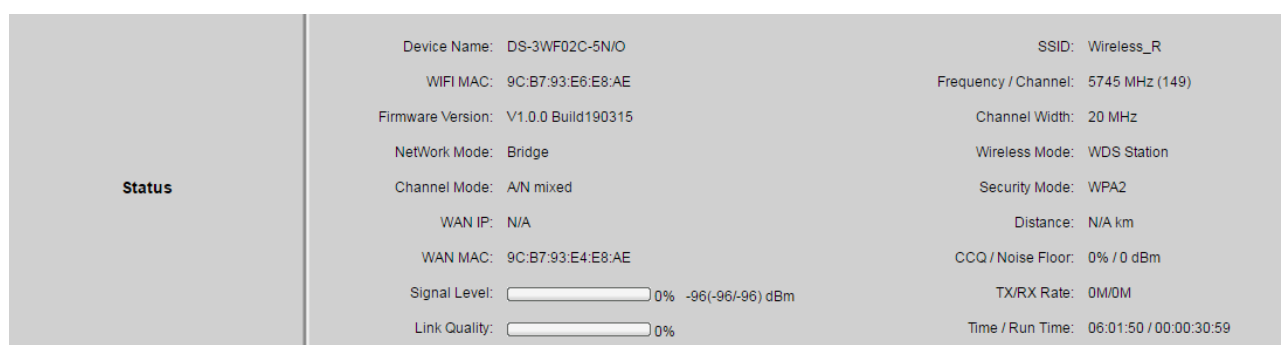 Device Name: DS-3WF02C-5N/O SSID: Wireless_R
WIFI MAC: 9C:B7:93:E6:E8:AE Frequency / Channel: 5745 MHz (149)
Firmware Version: V1.0.0 Build190315 Channel Width: 20 MHz
NetWork Mode: Bridge Wireless Mode: WDS Station
Status Channel Mode: A/N mixed Security Mode: WPA2
WAN IP: N/A Distance: N/A km
WAN MAC: 9C:B7:93:E4:E8:AE CCQ / Noise Floor: 0% / 0 dBm
Signal Level: 0% -96(-96/-96) dBm TX/RX Rate: 0M/0M
Link Quality: 0% Time / Run Time: 06:01:50 / 00:00:30:59